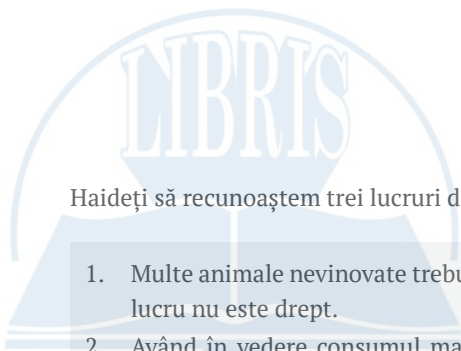 LIBRIS
Haideți să recunoaștem trei lucruri d
1. Multe animale nevinovate trebu
lucru nu este drept.
2. Având în vedere consumul ma